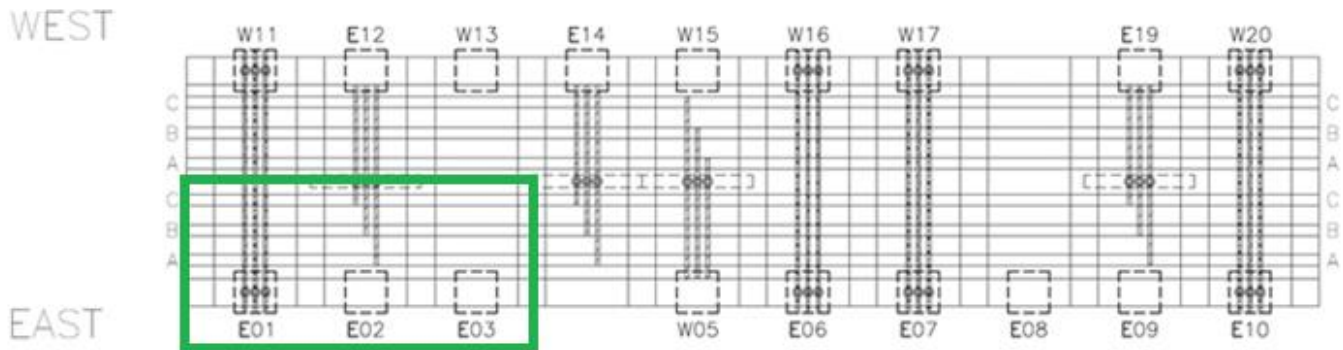 WEST
W11 E12 W13 E14 W15 W16 W17 E19 W20
C C
B B
A A
C C
B B
A A
EAST
E01 E02 E03 W05 E06 E07 E08 E09 E10